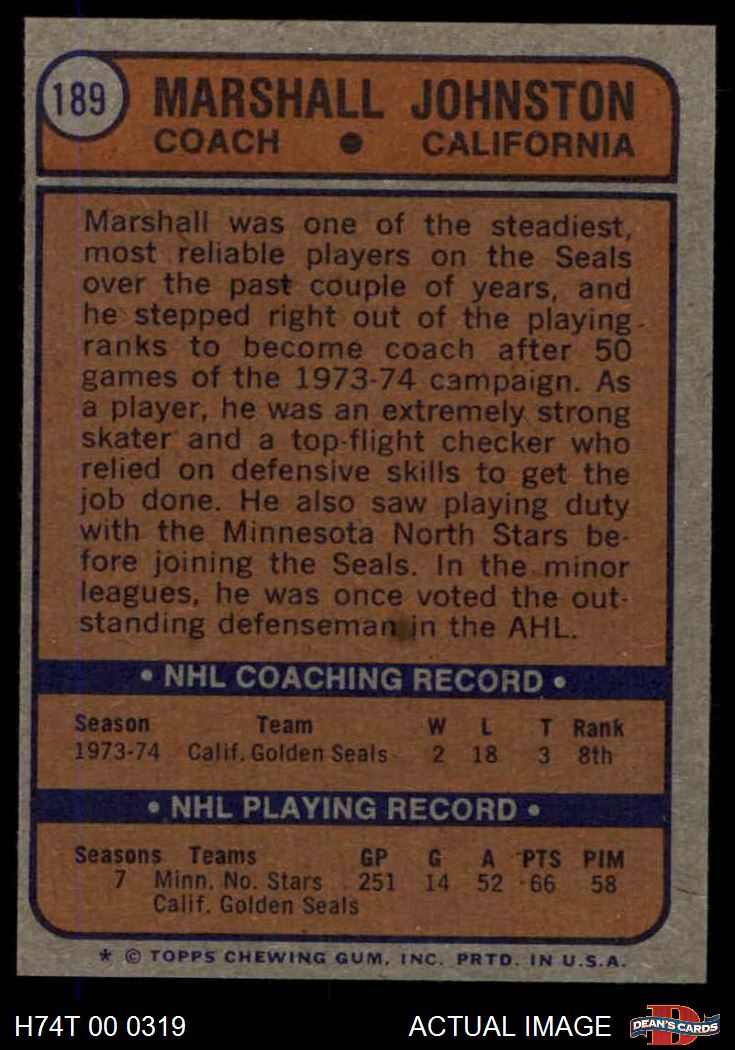 189
MARSHALL JOHNSTON
COACH • CALIFORNIA
Marshall was one of the steadiest,
most reliable players on the Seals
over the past couple of years, and
he stepped right out of the playing
ranks to become coach after 50
games of the 1973-74 campaign. As
a player, he was an extremely strong
skater and a top-flight checker who
relied on defensive skills to get the
job done. He also saw playing duty
with the Minnesota North Stars be-
fore joining the Seals. In the minor
leagues, he was once voted the out-
standing defenseman in the AHL.
• NHL COACHING RECORD •
Season Team W L T Rank
1973-74 Calif. Golden Seals 2 18 3 8th
• NHL PLAYING RECORD •
Seasons Teams GP G A PTS PIM
7 Minn. No. Stars 251 14 52 66 58
Calif. Golden Seals
* © TOPPS CHEWING GUM, INC. PRTD. IN U.S.A.
H74T 00 0319 ACTUAL IMAGE D DEAN'S CARDS